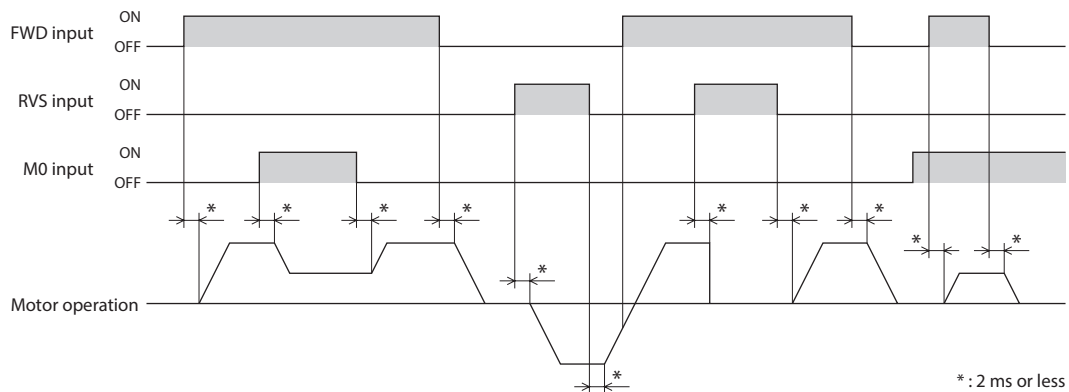 FWD input
ON
OFF
RVS input
ON
OFF
M0 input
ON
OFF
* * * * * * *
* *
*
Motor operation
*
* : 2 ms or less